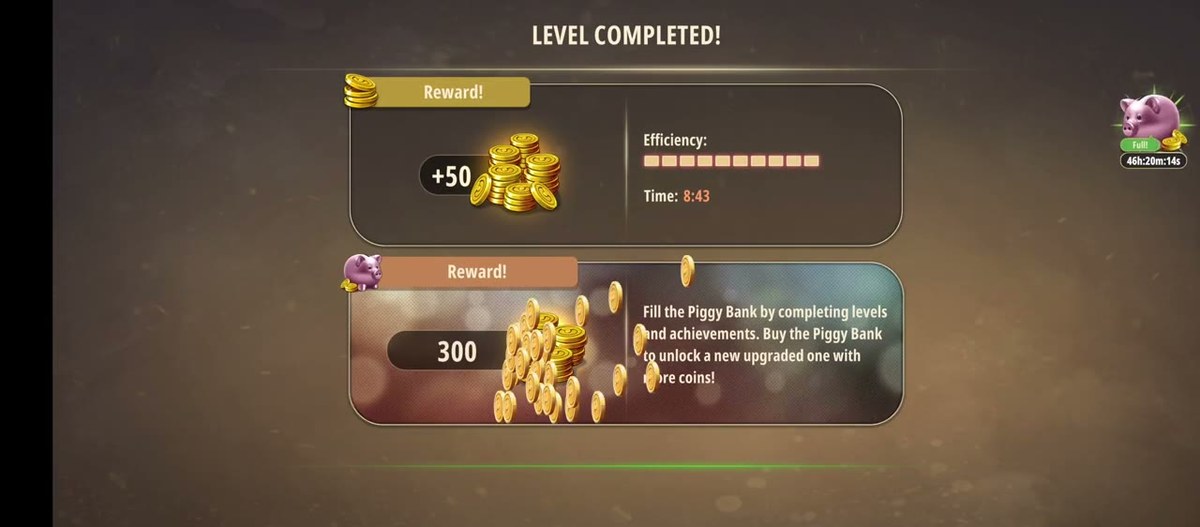 LEVEL COMPLETED!
Reward!
+50
Efficiency:
Time: 8:43
Full!
46h:20m:14s
Reward!
300
Fill the Piggy Bank by completing levels
and achievements. Buy the Piggy Bank
to unlock a new upgraded one with
more coins!